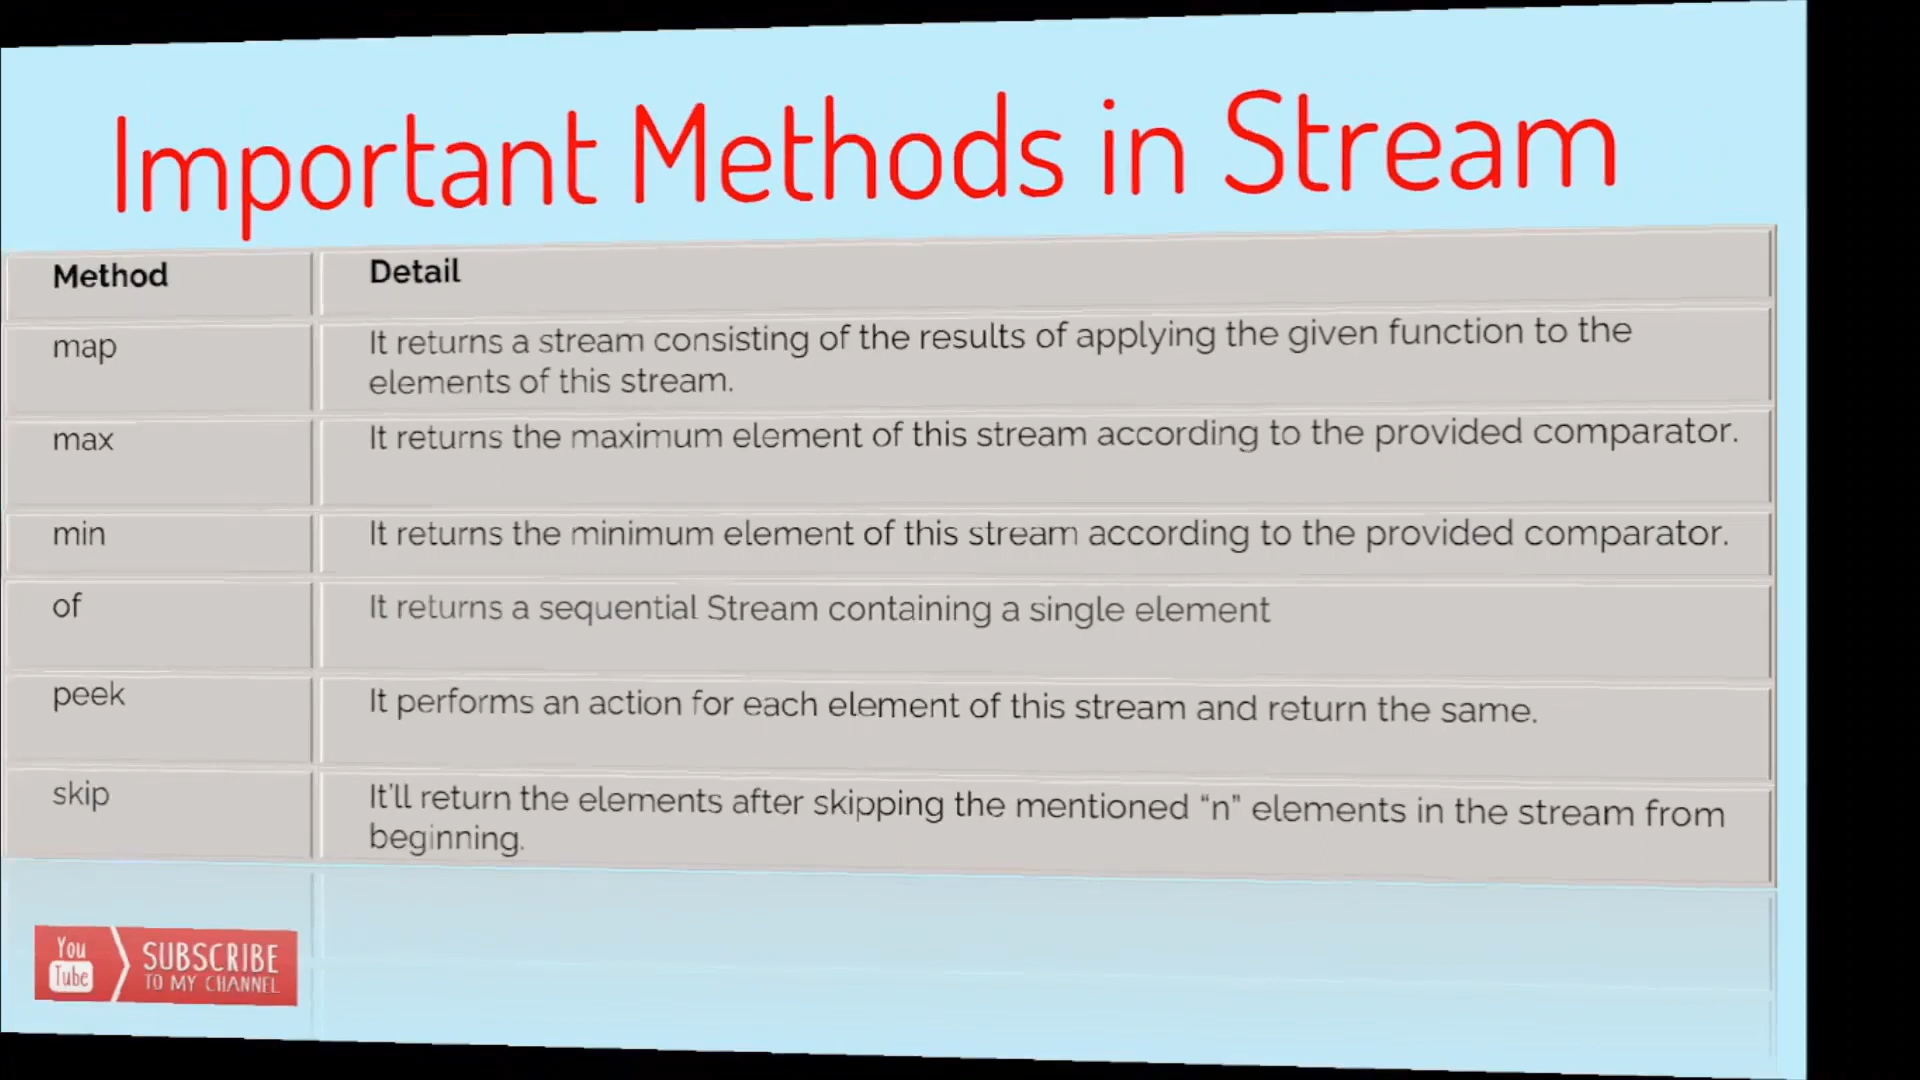 Important Methods in Stream
Method
Detail
map
It returns a stream consisting of the results of applying the given function to the
elements of this stream.
max
It returns the maximum element of this stream according to the provided comparator.
min
It returns the minimum element of this stream according to the provided comparator.
of
It returns a sequential Stream containing a single element
peek
It performs an action for each element of this stream and return the same.
skip
It'll return the elements after skipping the mentioned “n” elements in the stream from
beginning.
You
Tube
SUBSCRIBE
TO MY CHANNEL